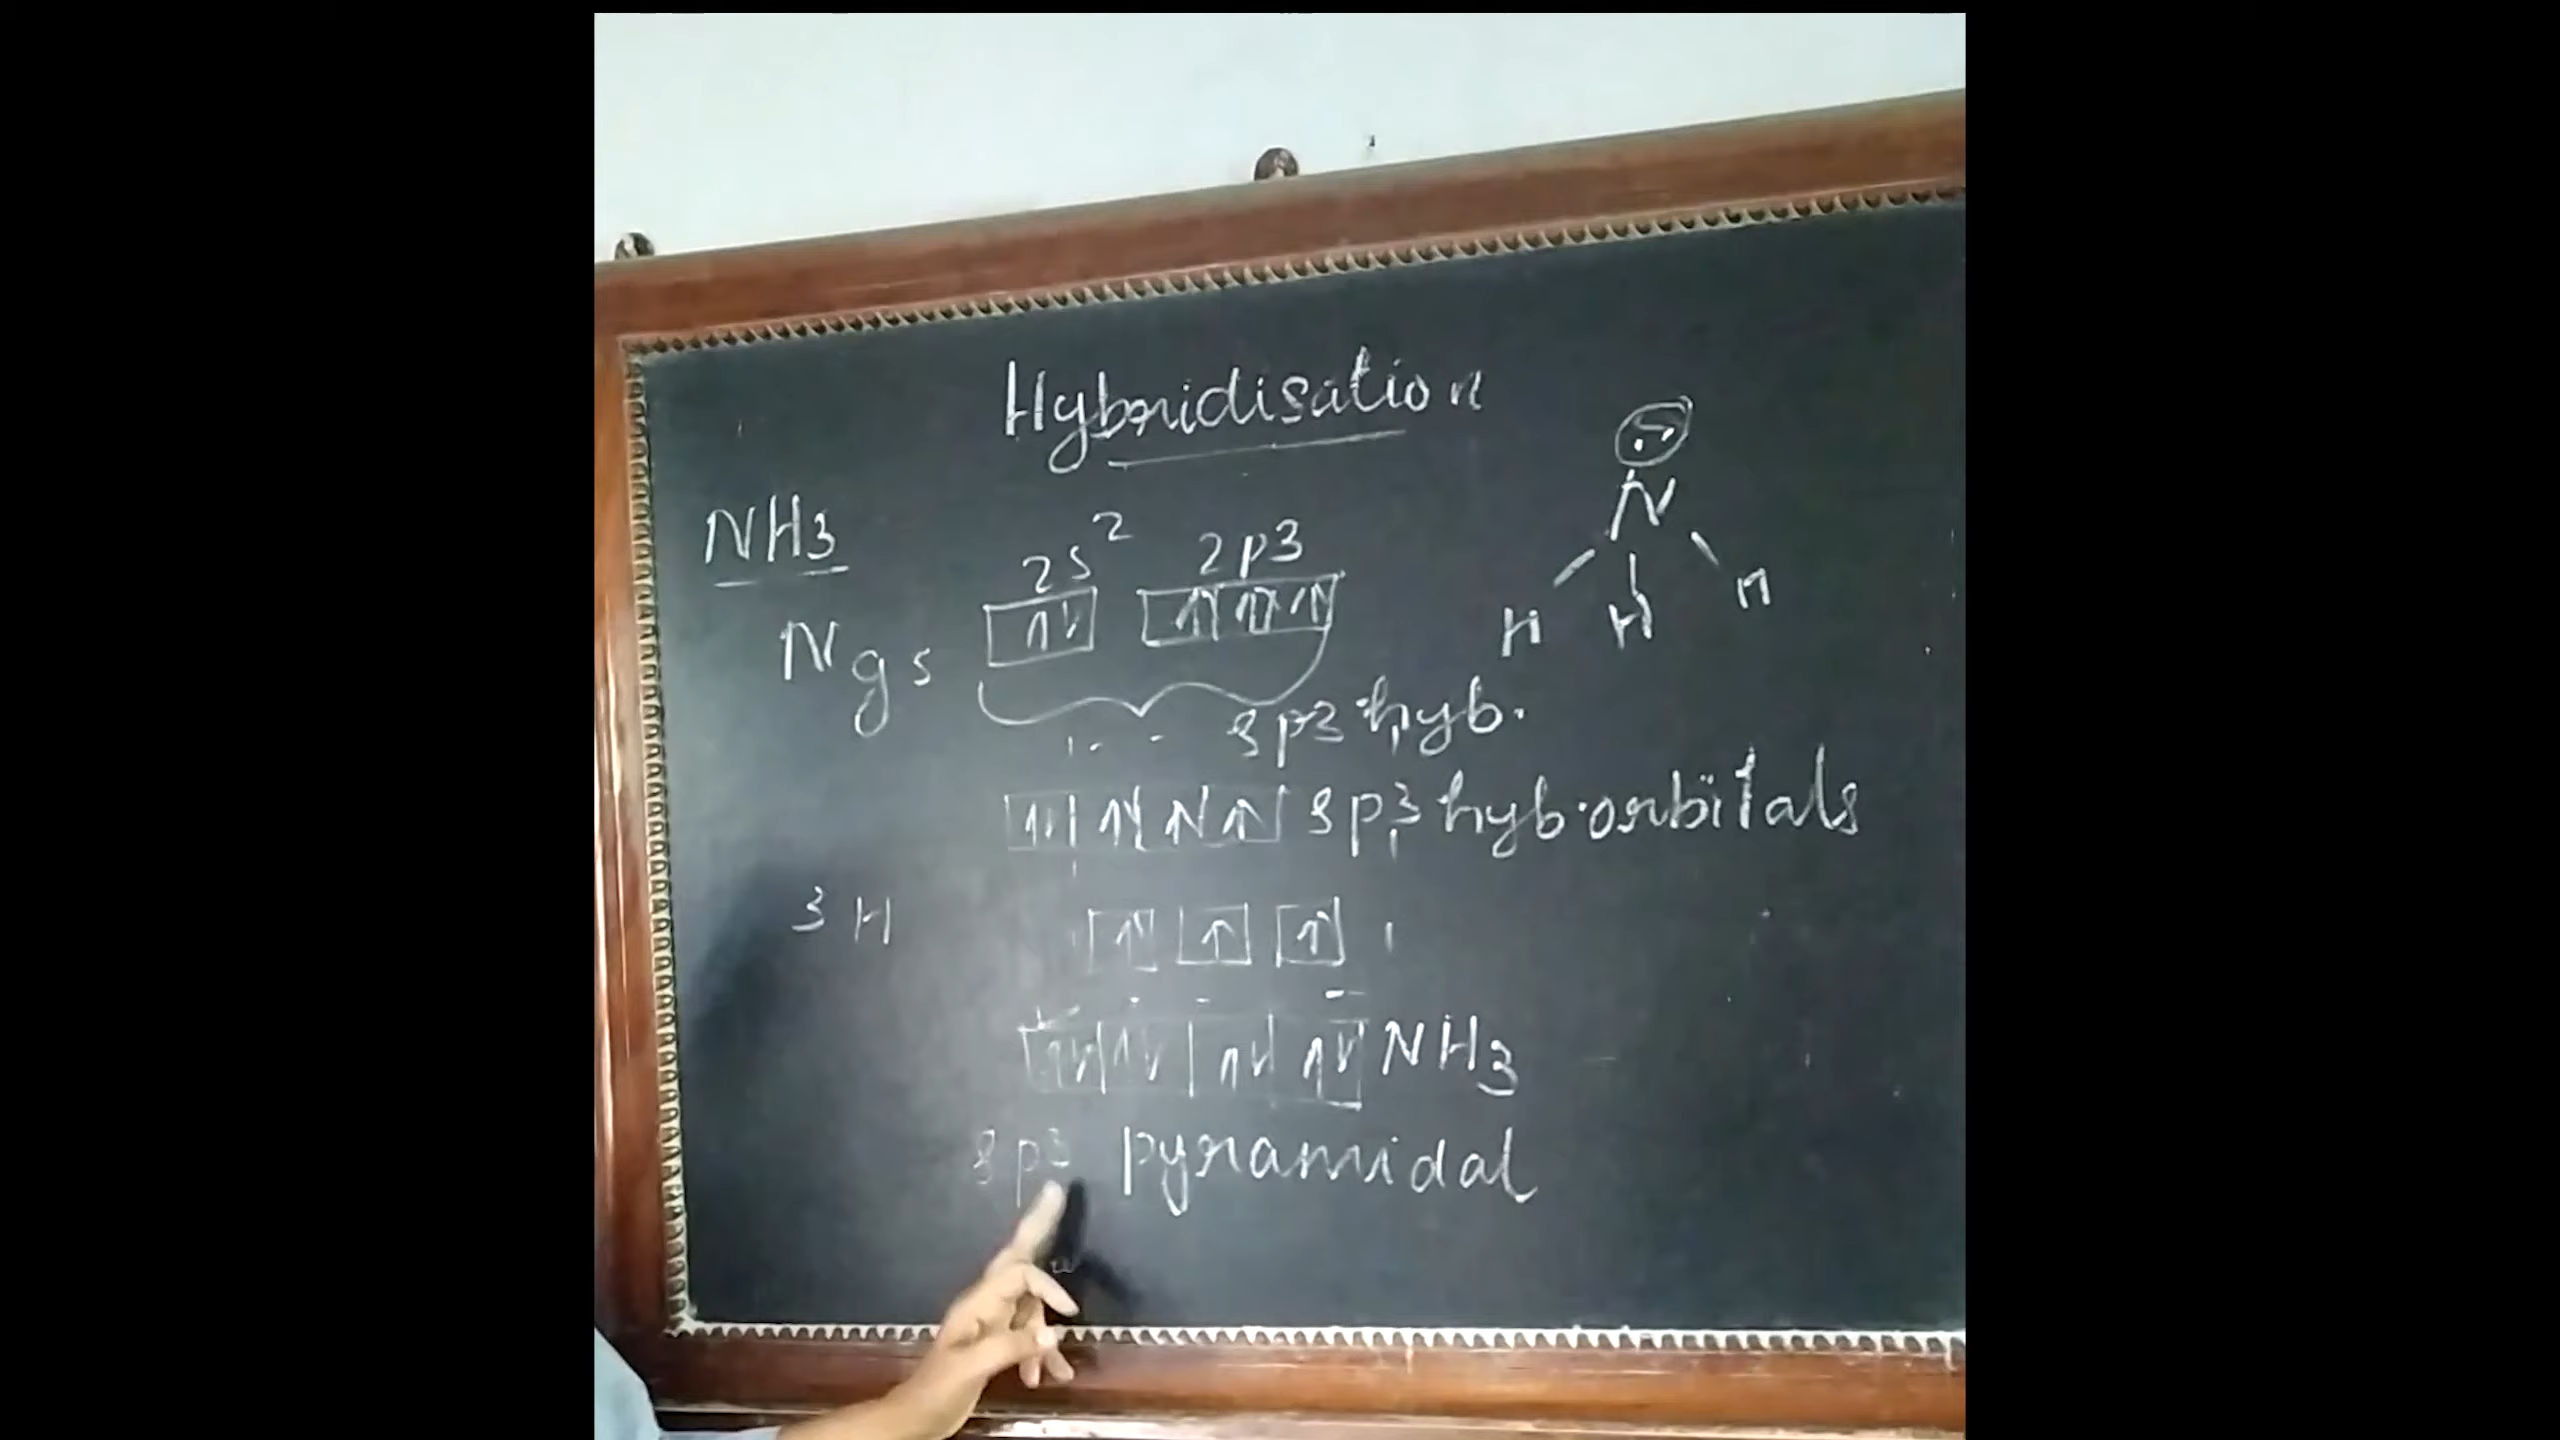 Hybridisation
NH3
2s2 2p3
N gs
N
H H H
sp3 hyb.
sp3 hyb. orbitals
3 H
NH3
sp3 pyramidal